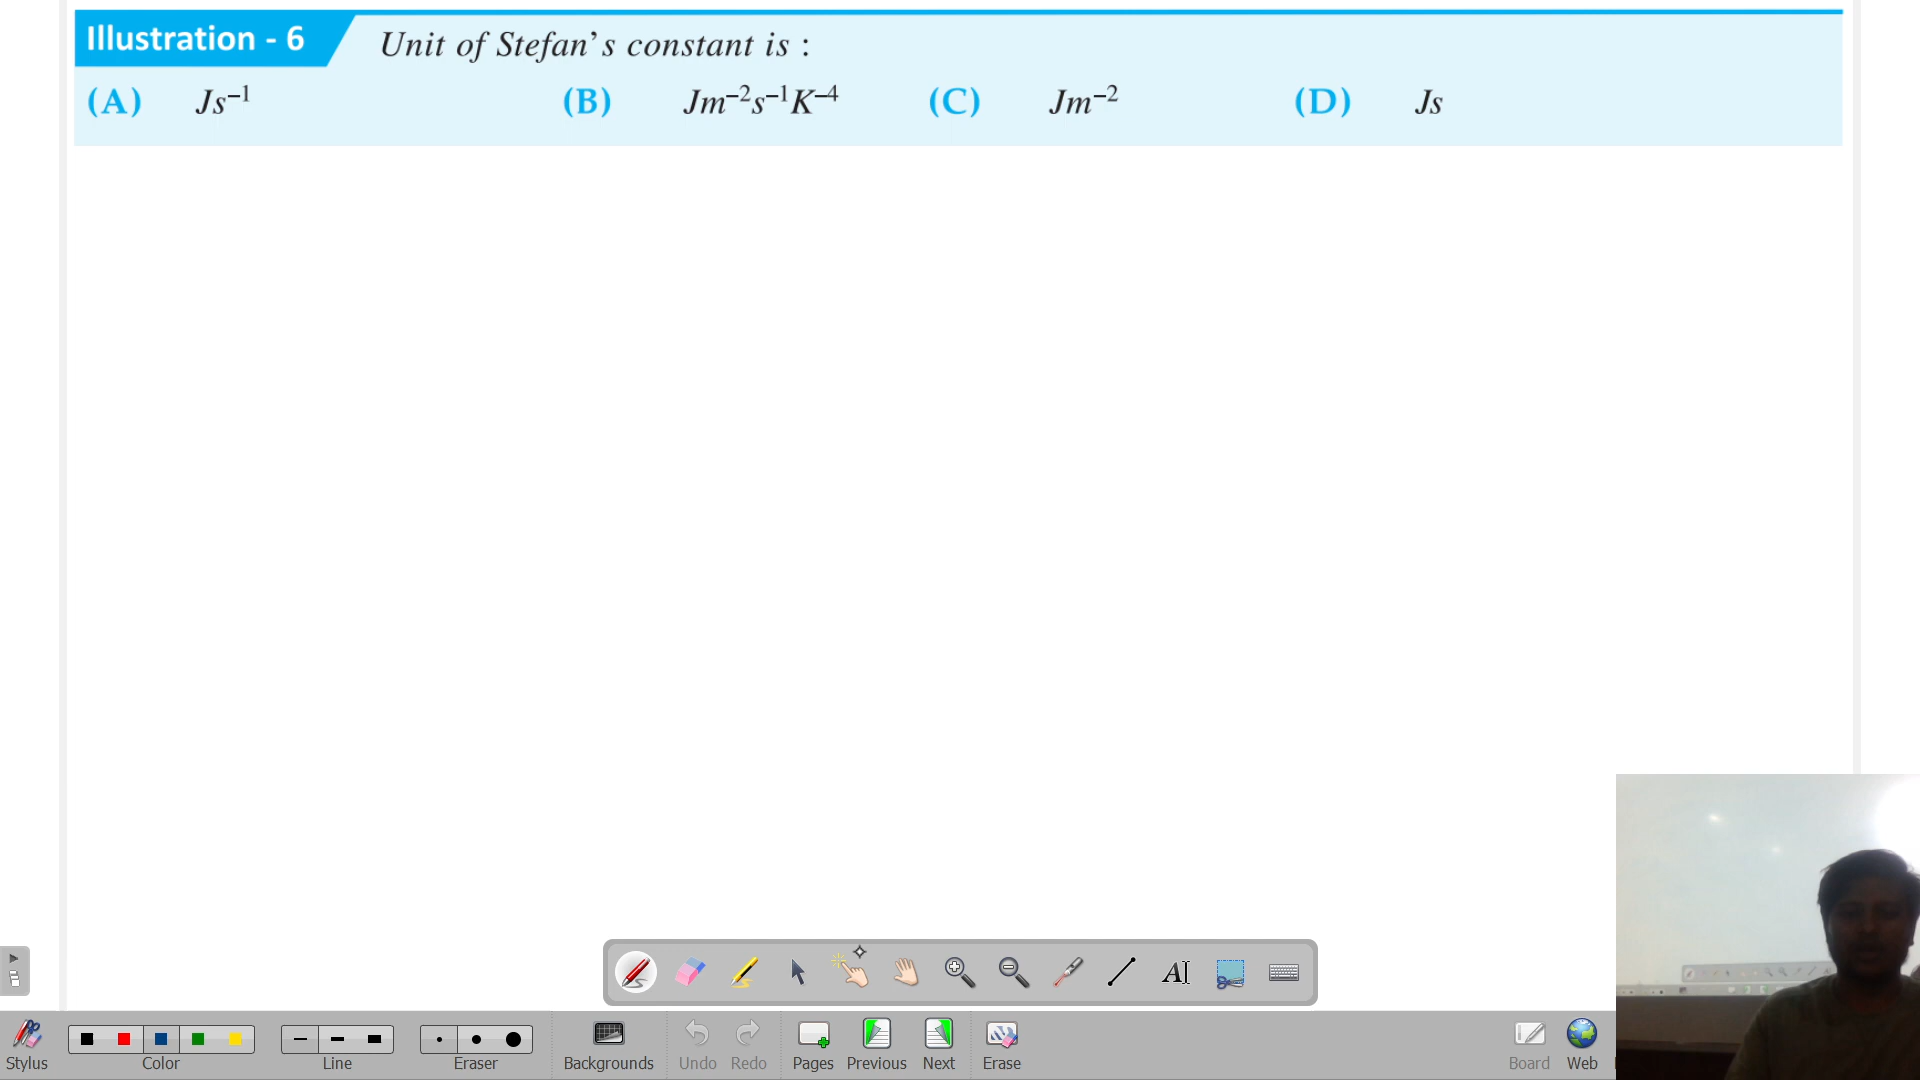 Illustration - 6 Unit of Stefan's constant is :
(A) Js⁻¹ (B) Jm⁻²s⁻¹K⁻⁴ (C) Jm⁻² (D) Js
Stylus Color Line Eraser Backgrounds Undo Redo Pages Previous Next Erase Board Web